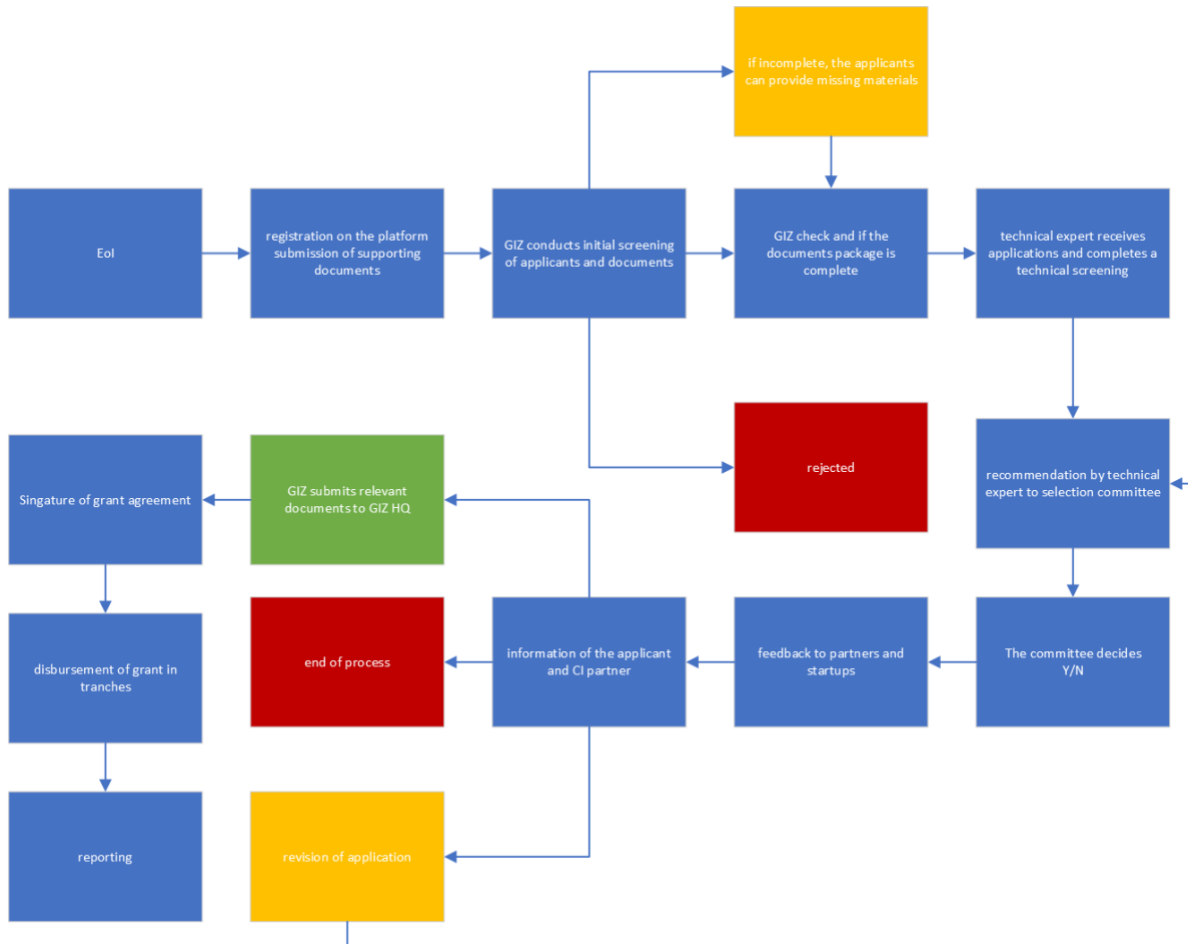 if incomplete, the applicants
can provide missing materials
EoI
registration on the platform
submission of supporting
documents
GIZ conducts initial screening
of applicants and documents
GIZ check and if the
documents package is
complete
technical expert receives
applications and completes a
technical screening
Singature of grant agreement
GIZ submits relevant
documents to GIZ HQ
rejected
recommendation by technical
expert to selection committee
disbursement of grant in
tranches
end of process
information of the applicant
and CI partner
feedback to partners and
startups
The committee decides
Y/N
reporting
revision of application